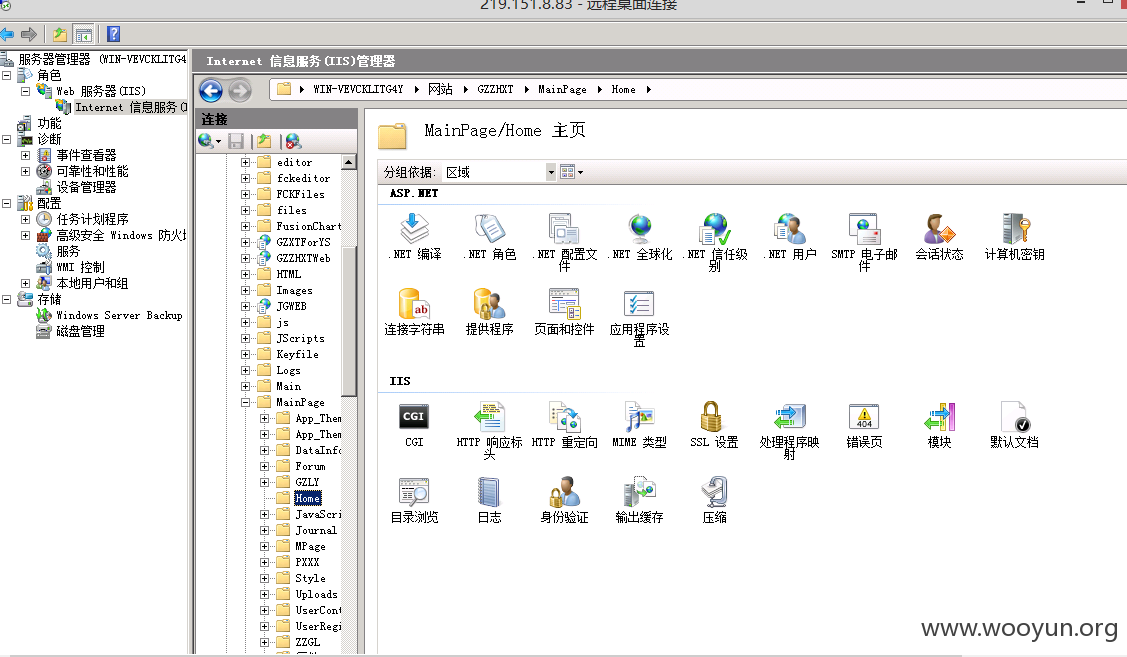 219.151.8.83 - 远程桌面连接
服务器管理器 (WIN-VEVCKLITG4
角色
Web 服务器(IIS)
Internet 信息服务(I
功能
诊断
事件查看器
可靠性和性能
设备管理器
配置
任务计划程序
高级安全 Windows 防火墙
服务
WMI 控制
本地用户和组
存储
Windows Server Backup
磁盘管理
Internet 信息服务(IIS)管理器
WIN-VEVCKLITG4Y
网站
GZZHXT
MainPage
Home
连接
editor
fckeditor
FCKFiles
files
FusionChart
GZXTForYS
GZZHXTWeb
HTML
Images
JGWEB
js
JScripts
Keyfile
Logs
Main
MainPage
App_Them
App_Them
DataInfo
Forum
GZLY
Home
JavaScri
Journal
MPage
PXXX
Style
Uploads
UserCont
UserRegi
ZZGL
MainPage/Home 主页
分组依据: 区域
ASP.NET
.NET 编译
.NET 角色
.NET 配置文件
.NET 全球化
.NET 信任级别
.NET 用户
SMTP 电子邮件
会话状态
计算机密钥
连接字符串
提供程序
页面和控件
应用程序设置
IIS
CGI
CGI
HTTP 响应标头
HTTP 重定向
MIME 类型
SSL 设置
处理程序映射
404
错误页
模块
默认文档
目录浏览
日志
身份验证
输出缓存
压缩
www.wooyun.org